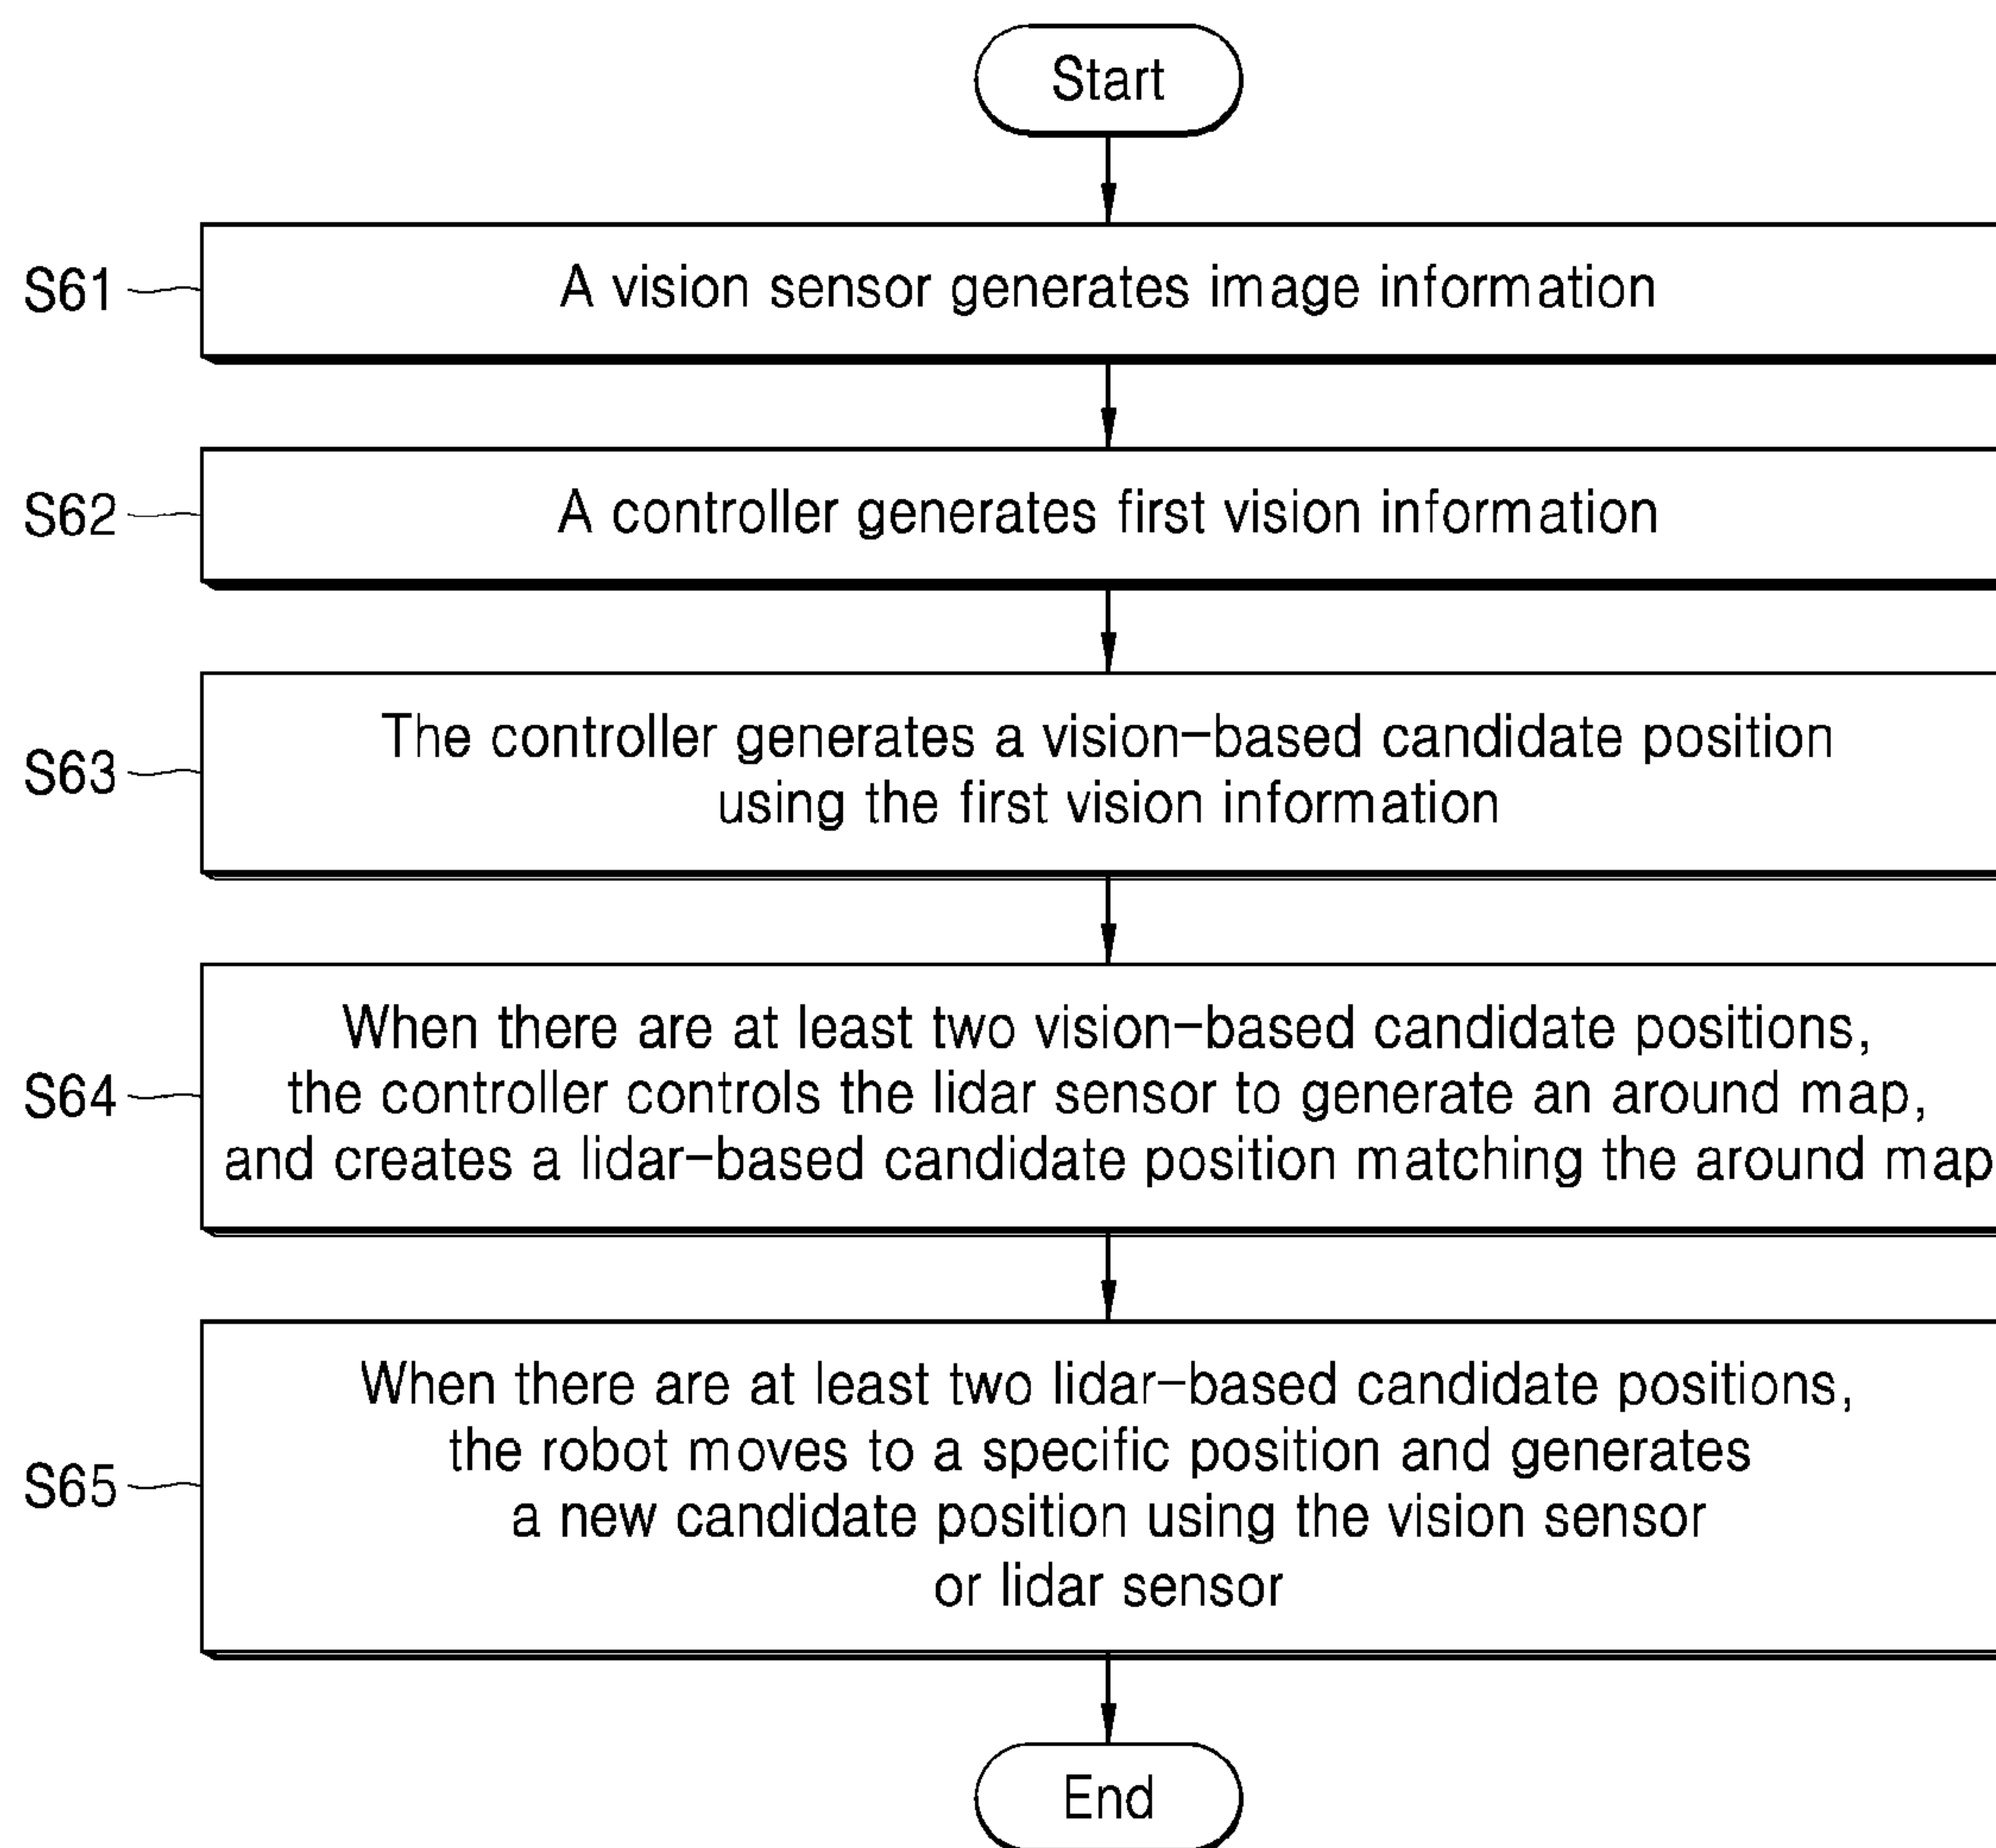 Start
S61
A vision sensor generates image information
S62
A controller generates first vision information
S63
The controller generates a vision-based candidate position
using the first vision information
S64
When there are at least two vision-based candidate positions,
the controller controls the lidar sensor to generate an around map,
and creates a lidar-based candidate position matching the around map
S65
When there are at least two lidar-based candidate positions,
the robot moves to a specific position and generates
a new candidate position using the vision sensor
or lidar sensor
End